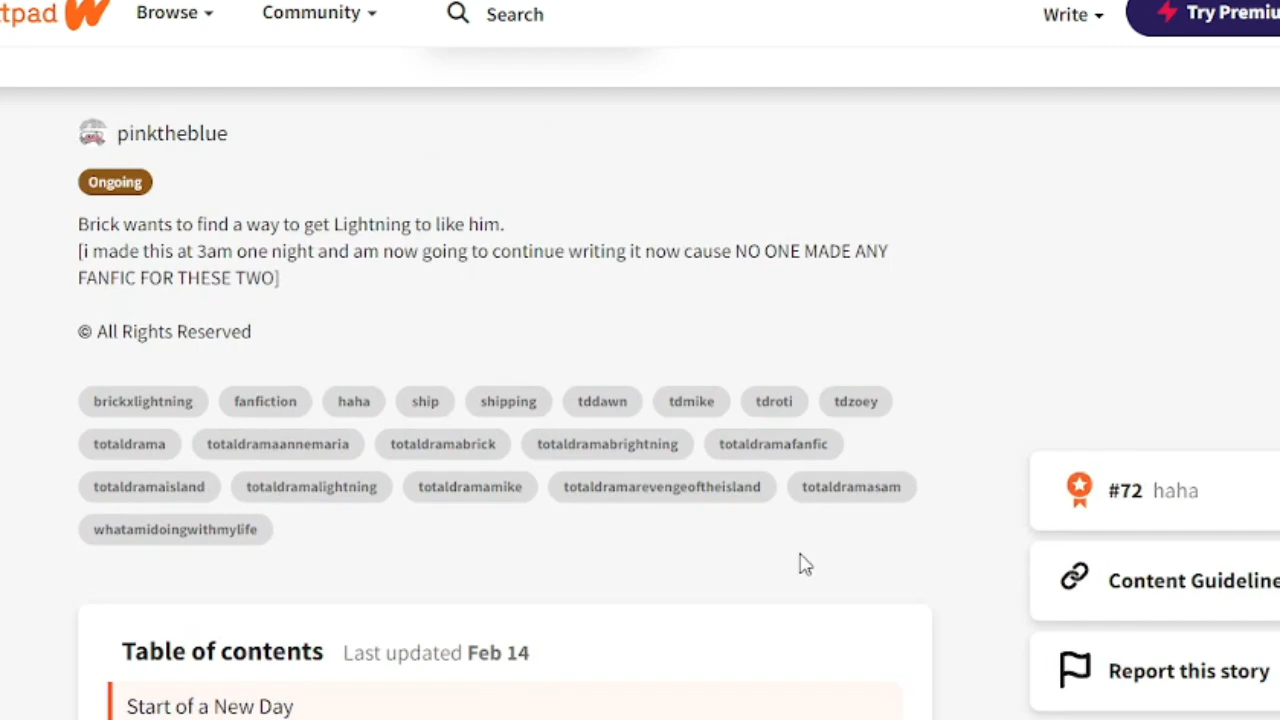 tpad Browse Community Search Write Try Premiu
pinktheblue
Ongoing
Brick wants to find a way to get Lightning to like him.
[i made this at 3am one night and am now going to continue writing it now cause NO ONE MADE ANY
FANFIC FOR THESE TWO]
© All Rights Reserved
brickxlightning fanfiction haha ship shipping tddawn tdmike tdroti tdzoey
totaldrama totaldramaannemaria totaldramabrick totaldramabrightning totaldramafanfic
totaldramaisland totaldramalightning totaldramamike totaldramarevengeoftheisland totaldramasam
whatamidoingwithmylife
#72 haha
Content Guideline
Report this story
Table of contents Last updated Feb 14
Start of a New Day